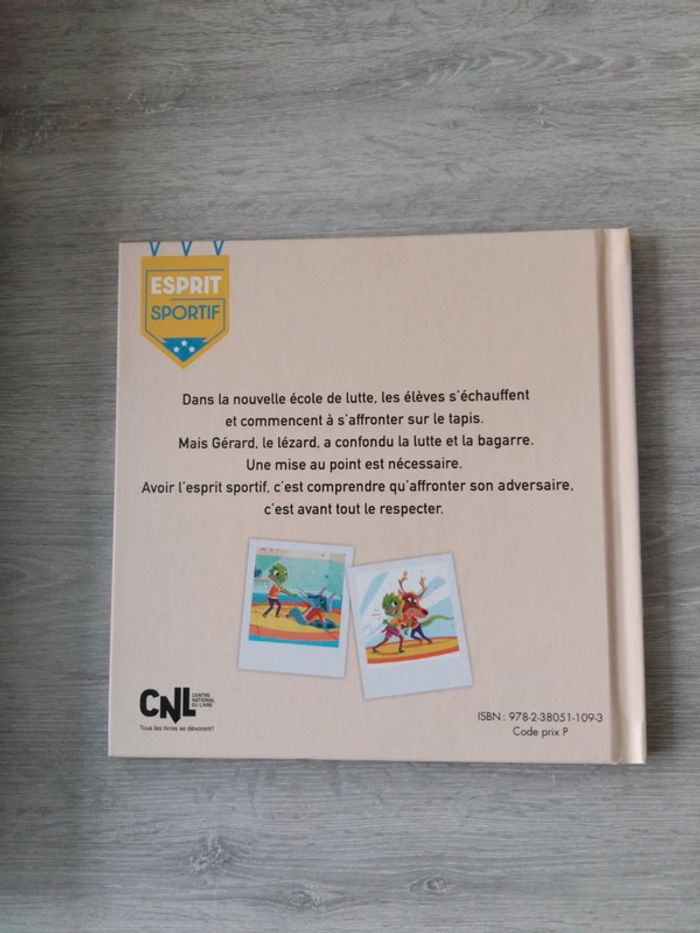 ESPRIT
SPORTIF
Dans la nouvelle école de lutte, les élèves s'échauffent
et commencent à s'affronter sur le tapis.
Mais Gérard, le lézard, a confondu la lutte et la bagarre.
Une mise au point est nécessaire.
Avoir l'esprit sportif, c'est comprendre qu'affronter son adversaire,
c'est avant tout le respecter.
CNL
CENTRE
NATIONAL
DU LIVRE
Tous les livres se dévorent!
ISBN : 978-2-38051-109-3
Code prix P